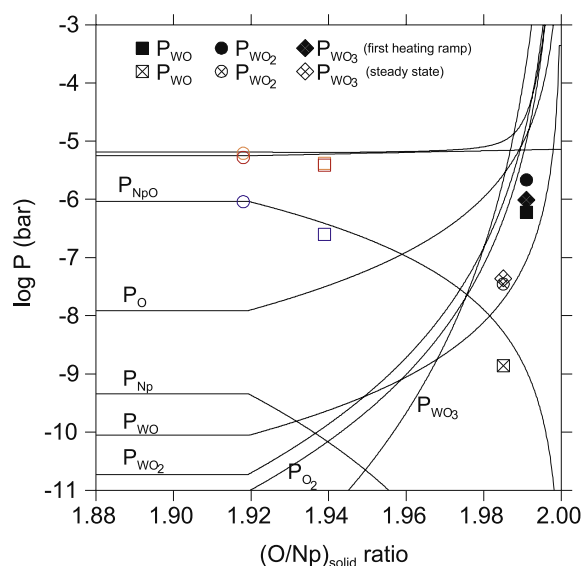 -3
P_WO P_WO2 P_WO3 (first heating ramp)
P_WO P_WO2 P_WO3 (steady state)
-4
-5
P_NpO
-6
log P (bar)
-7
P_O
-8
P_Np
-9
P_WO3
P_WO
-10
P_WO2
P_O2
-11
1.88 1.90 1.92 1.94 1.96 1.98 2.00
(O/Np)solid ratio